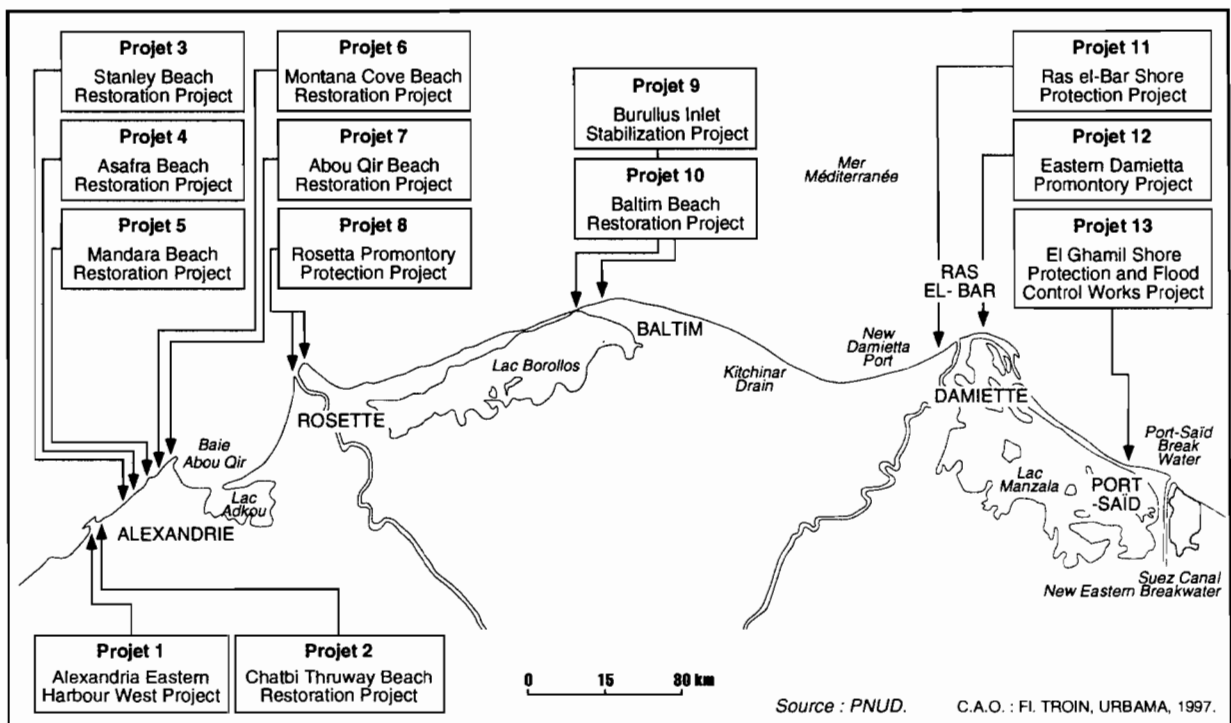 Projet 3
Stanley Beach
Restoration Project
Projet 4
Asafra Beach
Restoration Project
Projet 5
Mandara Beach
Restoration Project
Projet 6
Montana Cove Beach
Restoration Project
Projet 7
Abou Qir Beach
Restoration Project
Projet 8
Rosetta Promontory
Protection Project
Projet 9
Burullus Inlet
Stabilization Project
Projet 10
Baltim Beach
Restoration Project
Mer
Méditerranée
Projet 11
Ras el-Bar Shore
Protection Project
Projet 12
Eastern Damietta
Promontory Project
Projet 13
El Ghamil Shore
Protection and Flood
Control Works Project
RAS
EL- BAR
BALTIM
New
Damietta
Port
Lac Borollos
Kitchinar
Drain
DAMIETTE
ROSETTE
Baie
Abou Qir
Port-Saïd
Break
Water
Lac
Manzala
PORT
-SAÏD
Lac
Adkou
ALEXANDRIE
Suez Canal
New Eastern Breakwater
Projet 1
Alexandria Eastern
Harbour West Project
Projet 2
Chatbi Thruway Beach
Restoration Project
0 15 30 km
Source : PNUD.
C.A.O. : Fl. TROIN, URBAMA, 1997.